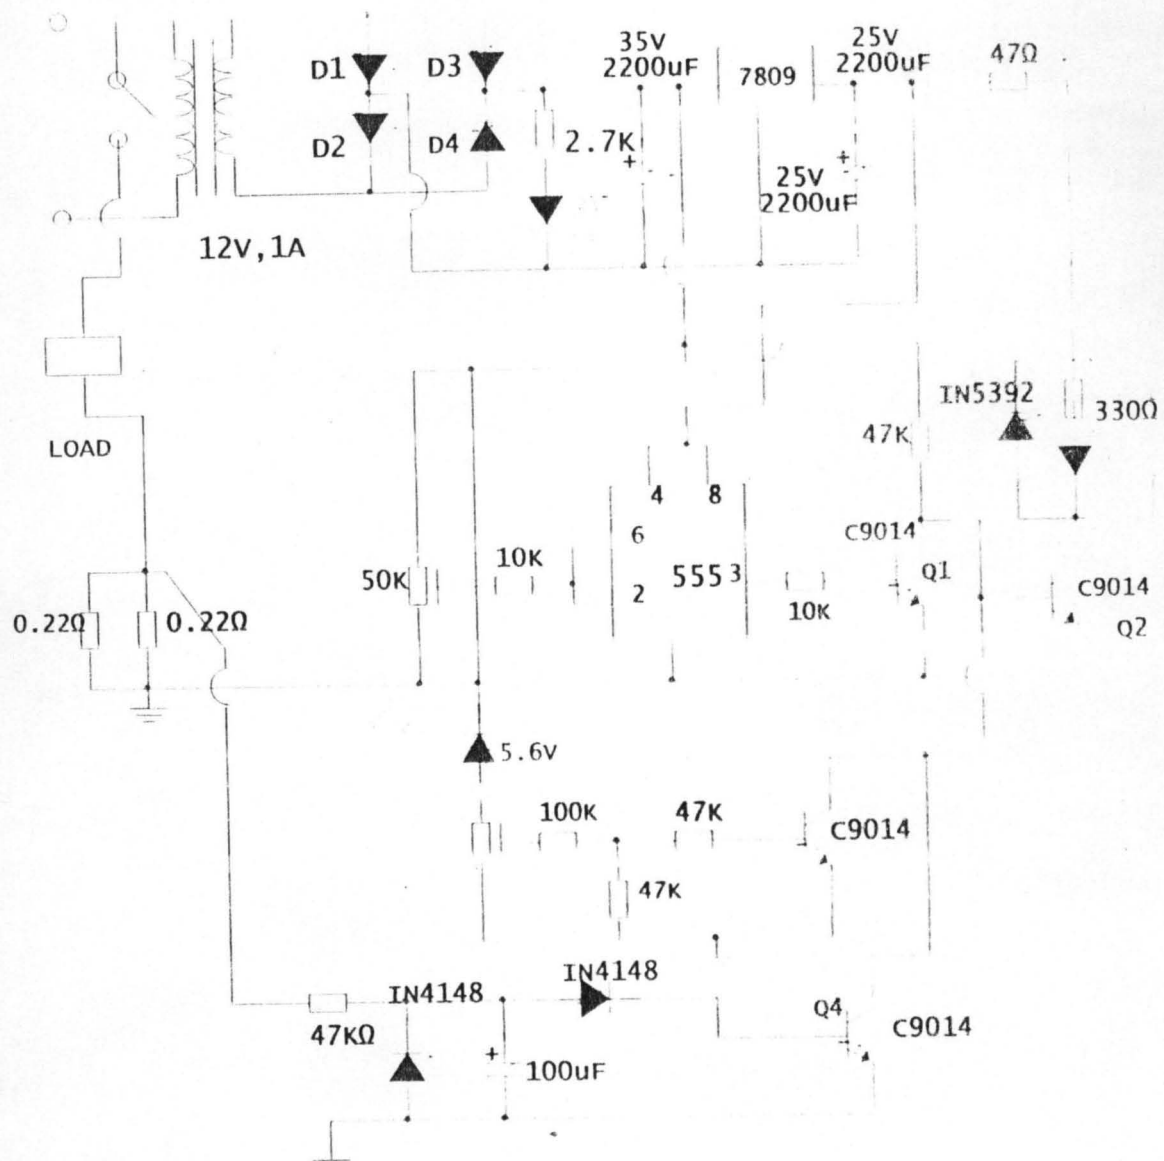 D1
D3
35V
2200uF
7809
25V
2200uF
47Ω
D2
D4
2.7K
+
+
25V
2200uF
12V,1A
IN5392
330Ω
47K
LOAD
4
8
6
C9014
50K
10K
2
555
3
Q1
C9014
0.22Ω
0.22Ω
10K
Q2
5.6V
100K
47K
C9014
47K
IN4148
IN4148
Q4
C9014
47KΩ
+
100uF